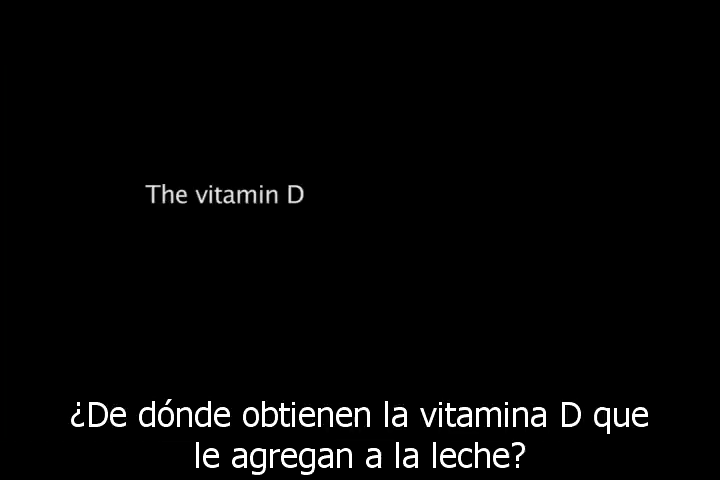 The vitamin D
¿De dónde obtienen la vitamina D que
le agregan a la leche?